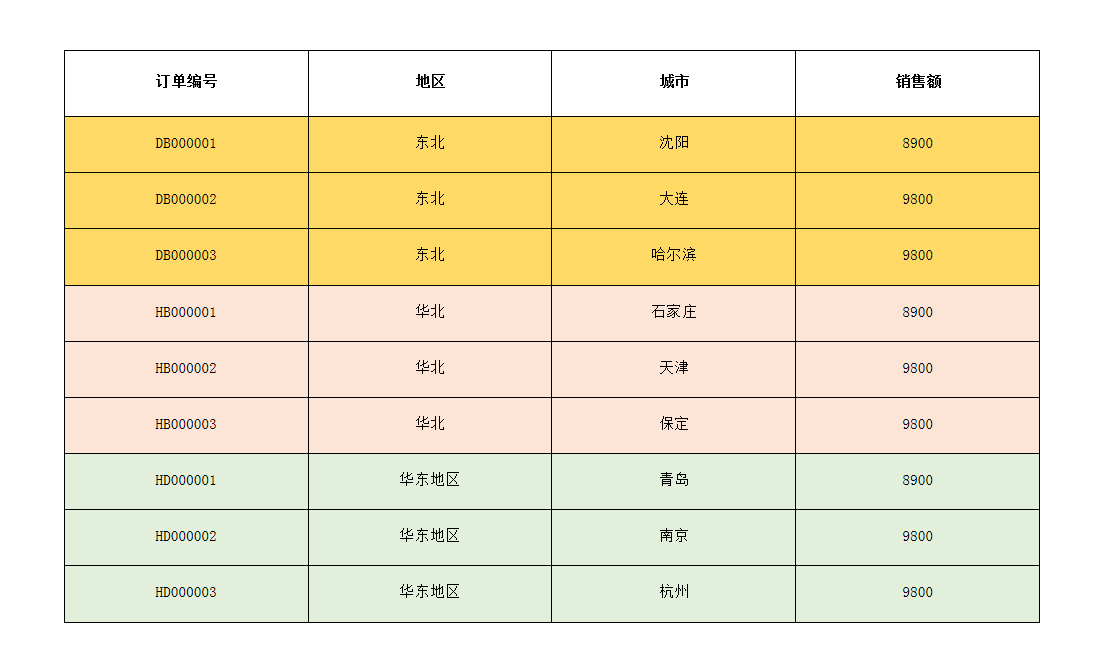 订单编号 地区 城市 销售额
DB000001 东北 沈阳 8900
DB000002 东北 大连 9800
DB000003 东北 哈尔滨 9800
HB000001 华北 石家庄 8900
HB000002 华北 天津 9800
HB000003 华北 保定 9800
HD000001 华东地区 青岛 8900
HD000002 华东地区 南京 9800
HD000003 华东地区 杭州 9800